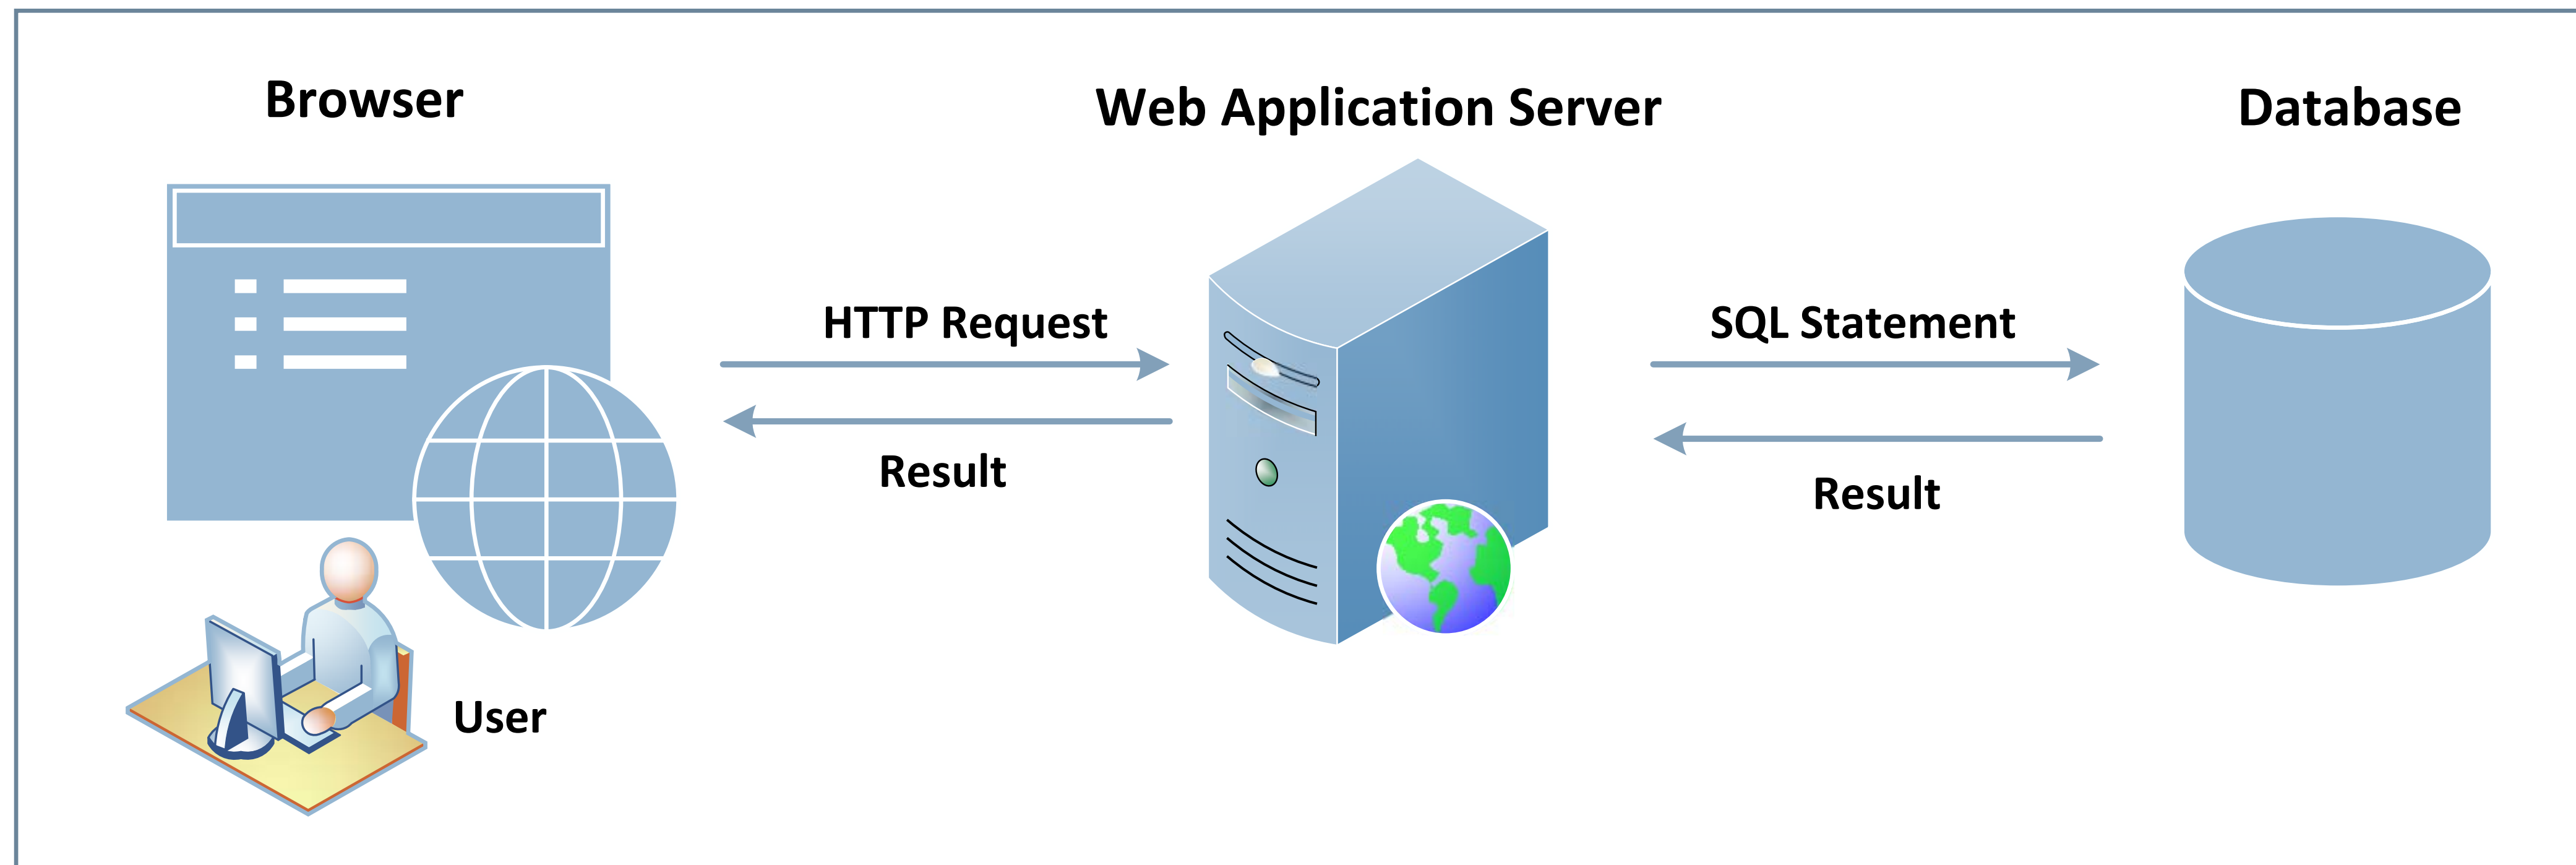 Browser
Web Application Server
Database
HTTP Request
SQL Statement
Result
Result
User